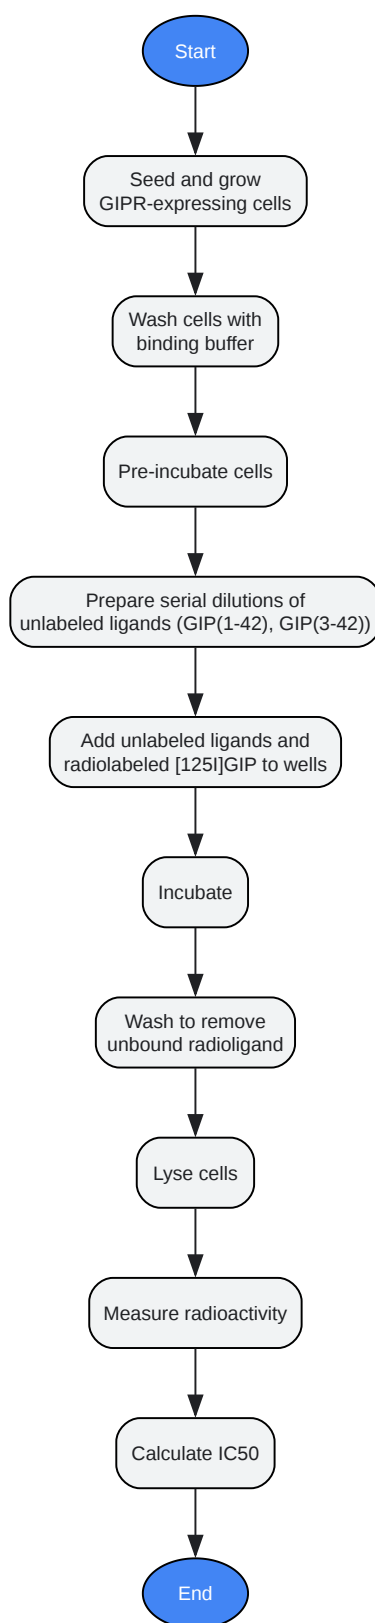 Start
Seed and grow
GIPR-expressing cells
Wash cells with
binding buffer
Pre-incubate cells
Prepare serial dilutions of
unlabeled ligands (GIP(1-42), GIP(3-42))
Add unlabeled ligands and
radiolabeled [125I]GIP to wells
Incubate
Wash to remove
unbound radioligand
Lyse cells
Measure radioactivity
Calculate IC50
End